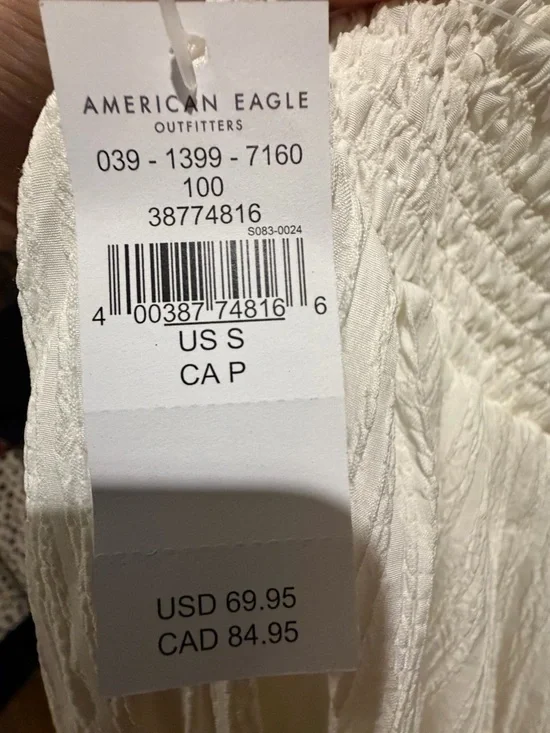 AMERICAN EAGLE
OUTFITTERS
039 - 1399 - 7160
100
38774816
S083-0024
4 00387 74816 6
US S
CA P
USD 69.95
CAD 84.95